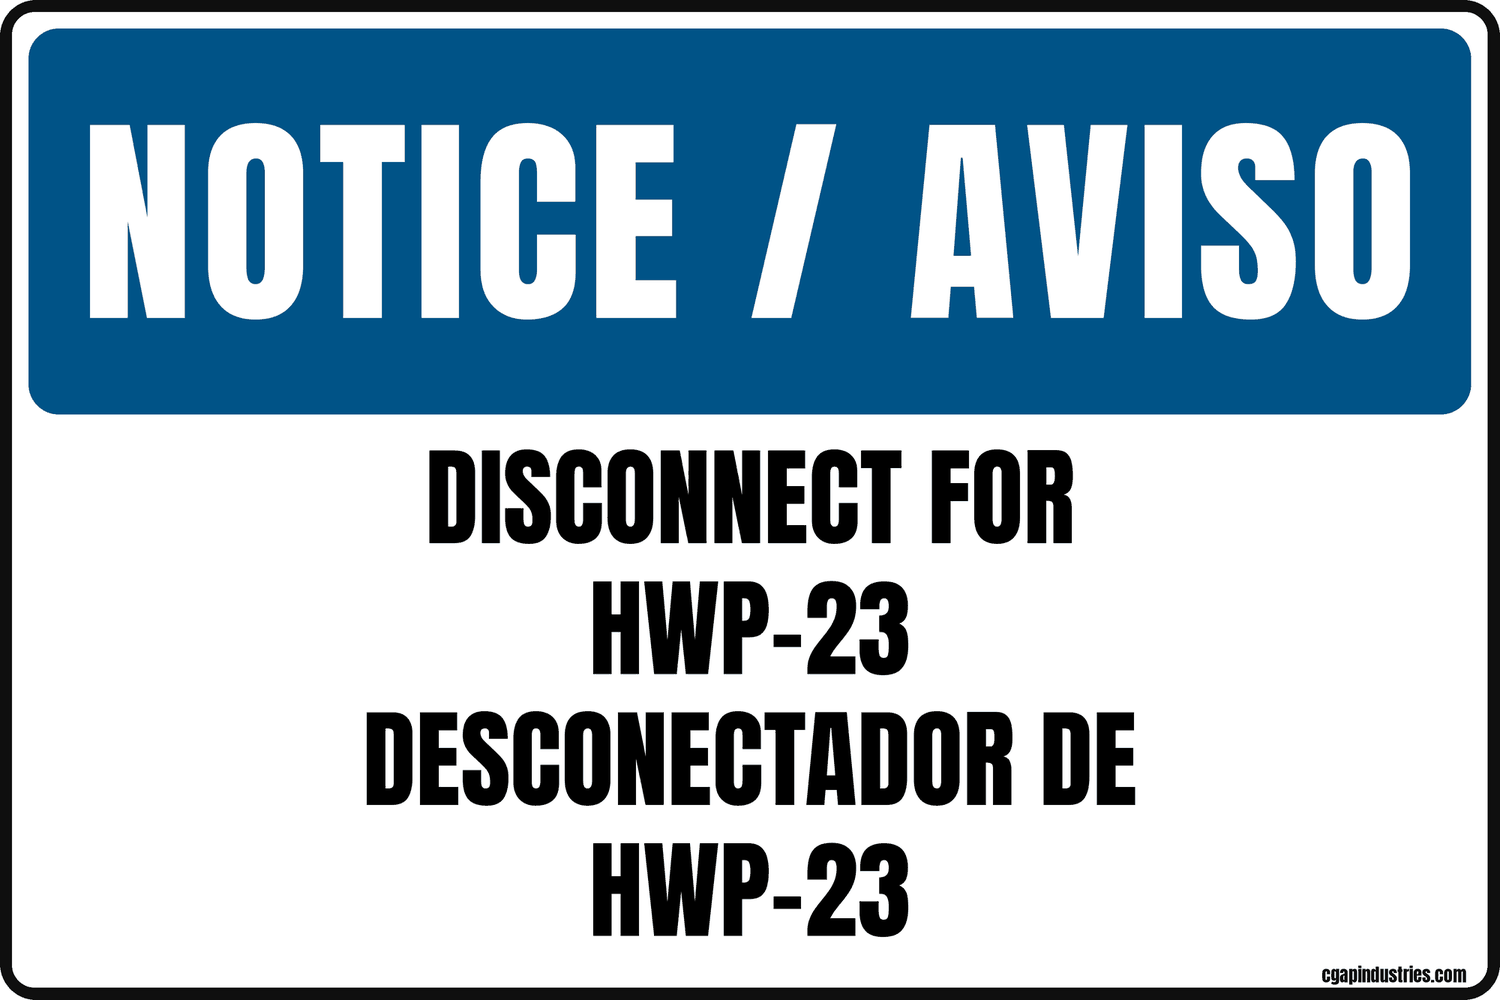 NOTICE / AVISO
DISCONNECT FOR
HWP-23
DESCONECTADOR DE
HWP-23
cgapindustries.com